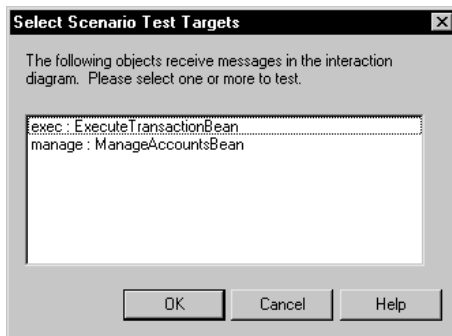 Select Scenario Test Targets
The following objects receive messages in the interaction
diagram.  Please select one or more to test.
exec : ExecuteTransactionBean
manage : ManageAccountsBean
OK
Cancel
Help